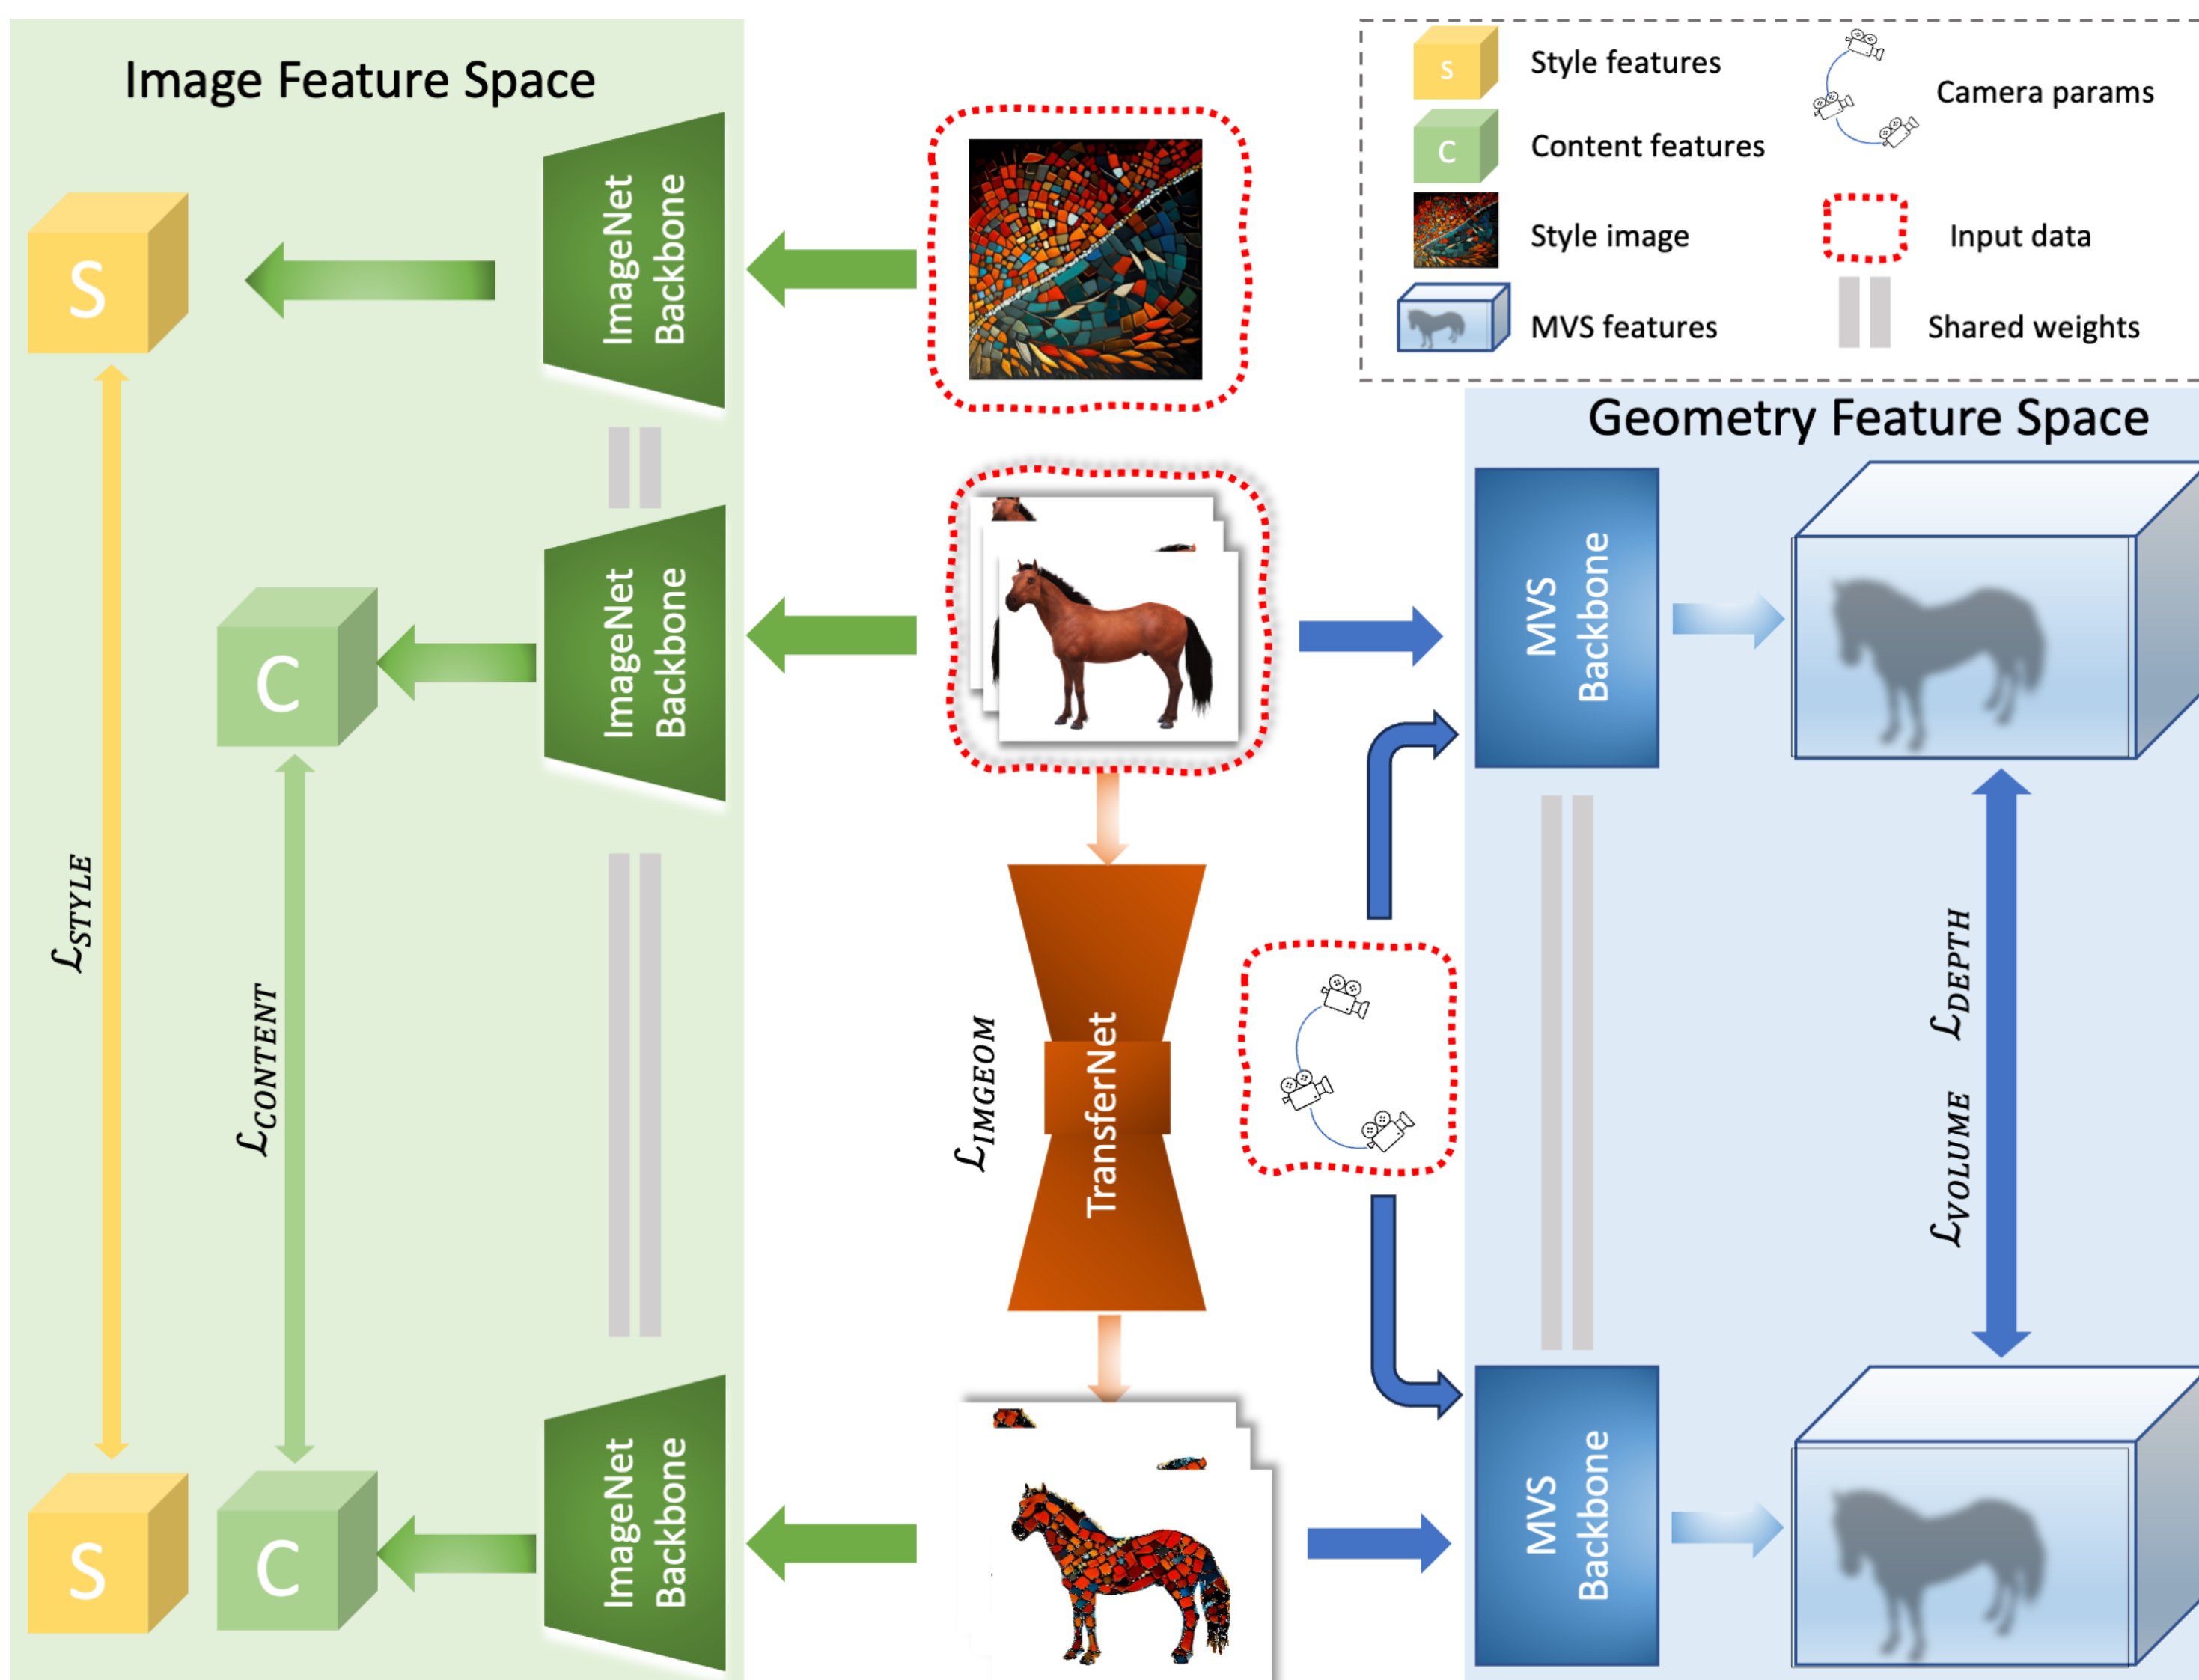 Image Feature Space
S
Style features
C
Content features
Style image
MVS features
Camera params
Input data
Shared weights
ImageNet
Backbone
S
Geometry Feature Space
ImageNet
Backbone
C
MVS
Backbone
ℒSTYLE
ℒCONTENT
ℒIMGEOM
TransferNet
ℒDEPTH
ℒVOLUME
ImageNet
Backbone
S
C
MVS
Backbone